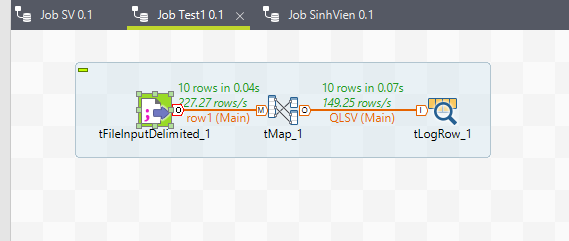 Job SV 0.1
Job Test1 0.1
Job SinhVien 0.1
10 rows in 0.04s
227.27 rows/s
row1 (Main)
10 rows in 0.07s
149.25 rows/s
QLSV (Main)
O
M
O
I
tFileInputDelimited_1
tMap_1
tLogRow_1